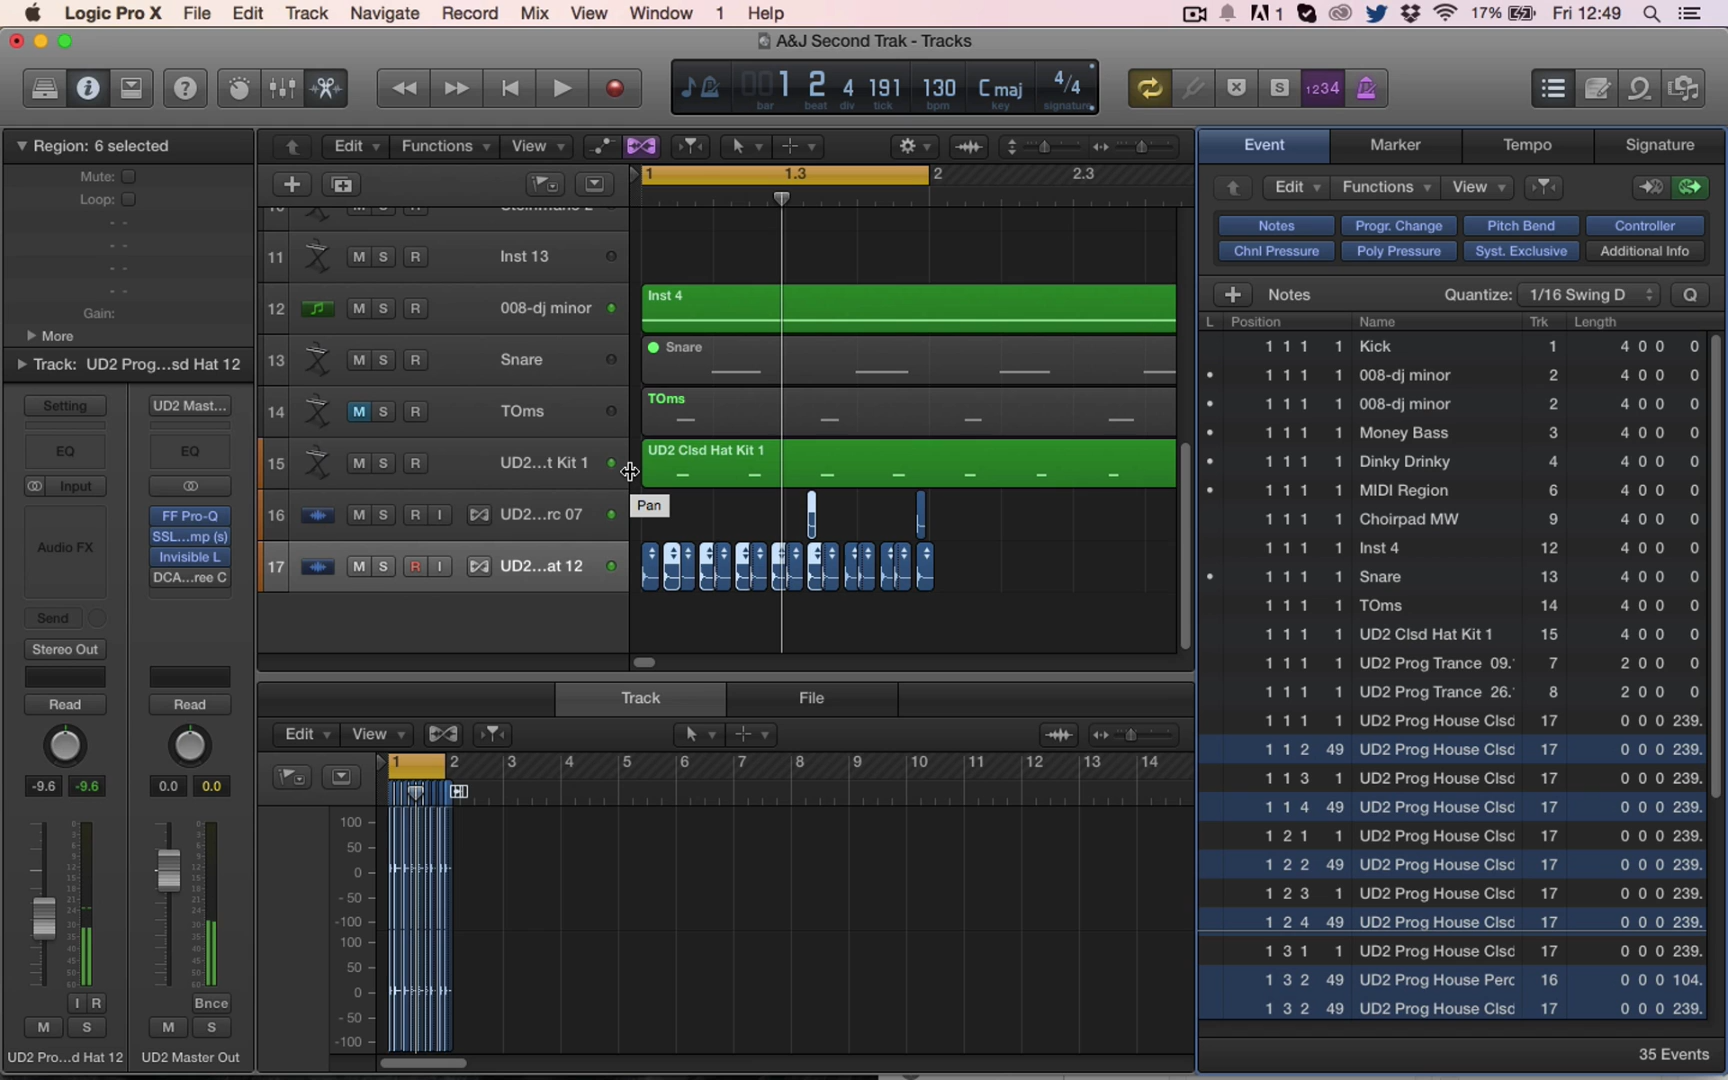 Logic Pro X File Edit Track Navigate Record Mix View Window 1 Help 1 17% Fri 12:49
A&J Second Trak - Tracks
1 2 4 191 130 C maj 4/4
bar beat div tick bpm key signature
S 1234
Region: 6 selected
Mute:
Loop:
Gain:
More
Track: UD2 Prog...sd Hat 12
Setting UD2 Mast...
EQ EQ
Input
Audio FX
FF Pro-Q
SSL...mp (s)
Invisible L
DCA...ree C
Send
Stereo Out
Read Read
-9.6 -9.6 0.0 0.0
I R Bnce
M S M S
UD2 Pro...d Hat 12 UD2 Master Out
Edit Functions View
1 1.3 2 2.3
11 M S R Inst 13
12 M S R 008-dj minor
13 M S R Snare
14 M S R TOms
15 M S R UD2...t Kit 1
16 M S R I UD2...rc 07
17 M S R I UD2...at 12
Inst 4
Snare
TOms
UD2 Clsd Hat Kit 1
Pan
Track File
Edit View
1 2 3 4 5 6 7 8 9 10 11 12 13 14
100
50
0
- 50
-100
100
50
0
- 50
-100
Event Marker Tempo Signature
Edit Functions View
Notes Progr. Change Pitch Bend Controller
Chnl Pressure Poly Pressure Syst. Exclusive Additional Info
Notes Quantize: 1/16 Swing D Q
L Position Name Trk Length
1 1 1 1 Kick 1 4 0 0 0
• 1 1 1 1 008-dj minor 2 4 0 0 0
• 1 1 1 1 008-dj minor 2 4 0 0 0
• 1 1 1 1 Money Bass 3 4 0 0 0
• 1 1 1 1 Dinky Drinky 4 4 0 0 0
• 1 1 1 1 MIDI Region 6 4 0 0 0
1 1 1 1 Choirpad MW 9 4 0 0 0
1 1 1 1 Inst 4 12 4 0 0 0
• 1 1 1 1 Snare 13 4 0 0 0
1 1 1 1 TOms 14 4 0 0 0
1 1 1 1 UD2 Clsd Hat Kit 1 15 4 0 0 0
1 1 1 1 UD2 Prog Trance 09. 7 2 0 0 0
1 1 1 1 UD2 Prog Trance 26. 8 2 0 0 0
1 1 1 1 UD2 Prog House Clsd 17 0 0 0 239.
1 1 2 49 UD2 Prog House Clsd 17 0 0 0 239.
1 1 3 1 UD2 Prog House Clsd 17 0 0 0 239.
1 1 4 49 UD2 Prog House Clsd 17 0 0 0 239.
1 2 1 1 UD2 Prog House Clsd 17 0 0 0 239.
1 2 2 49 UD2 Prog House Clsd 17 0 0 0 239.
1 2 3 1 UD2 Prog House Clsd 17 0 0 0 239.
1 2 4 49 UD2 Prog House Clsd 17 0 0 0 239.
1 3 1 1 UD2 Prog House Clsd 17 0 0 0 239.
1 3 2 49 UD2 Prog House Perc 16 0 0 0 104.
1 3 2 49 UD2 Prog House Clsd 17 0 0 0 239.
35 Events